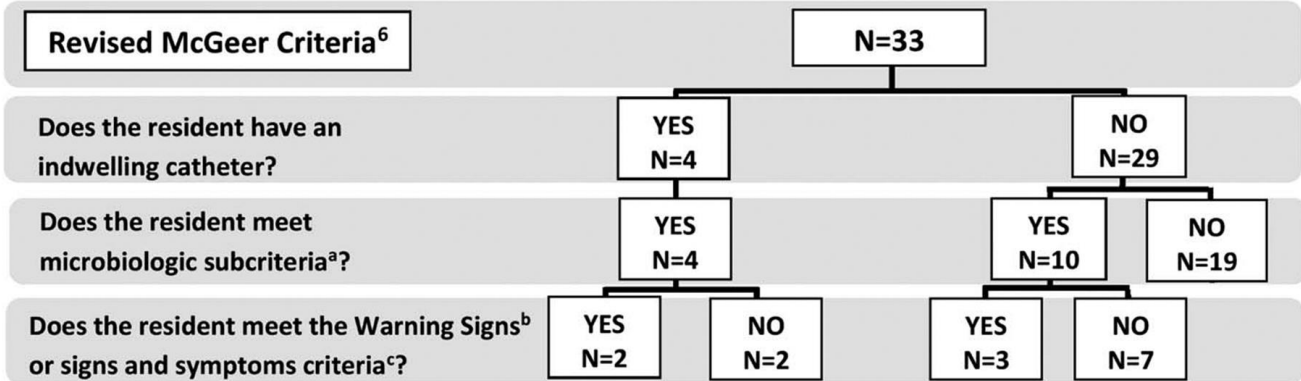 Revised McGeer Criteria⁶
N=33
Does the resident have an
indwelling catheter?
YES
N=4
NO
N=29
Does the resident meet
microbiologic subcriteriaᵃ?
YES
N=4
YES
N=10
NO
N=19
Does the resident meet the Warning Signsᵇ
or signs and symptoms criteriaᶜ?
YES
N=2
NO
N=2
YES
N=3
NO
N=7